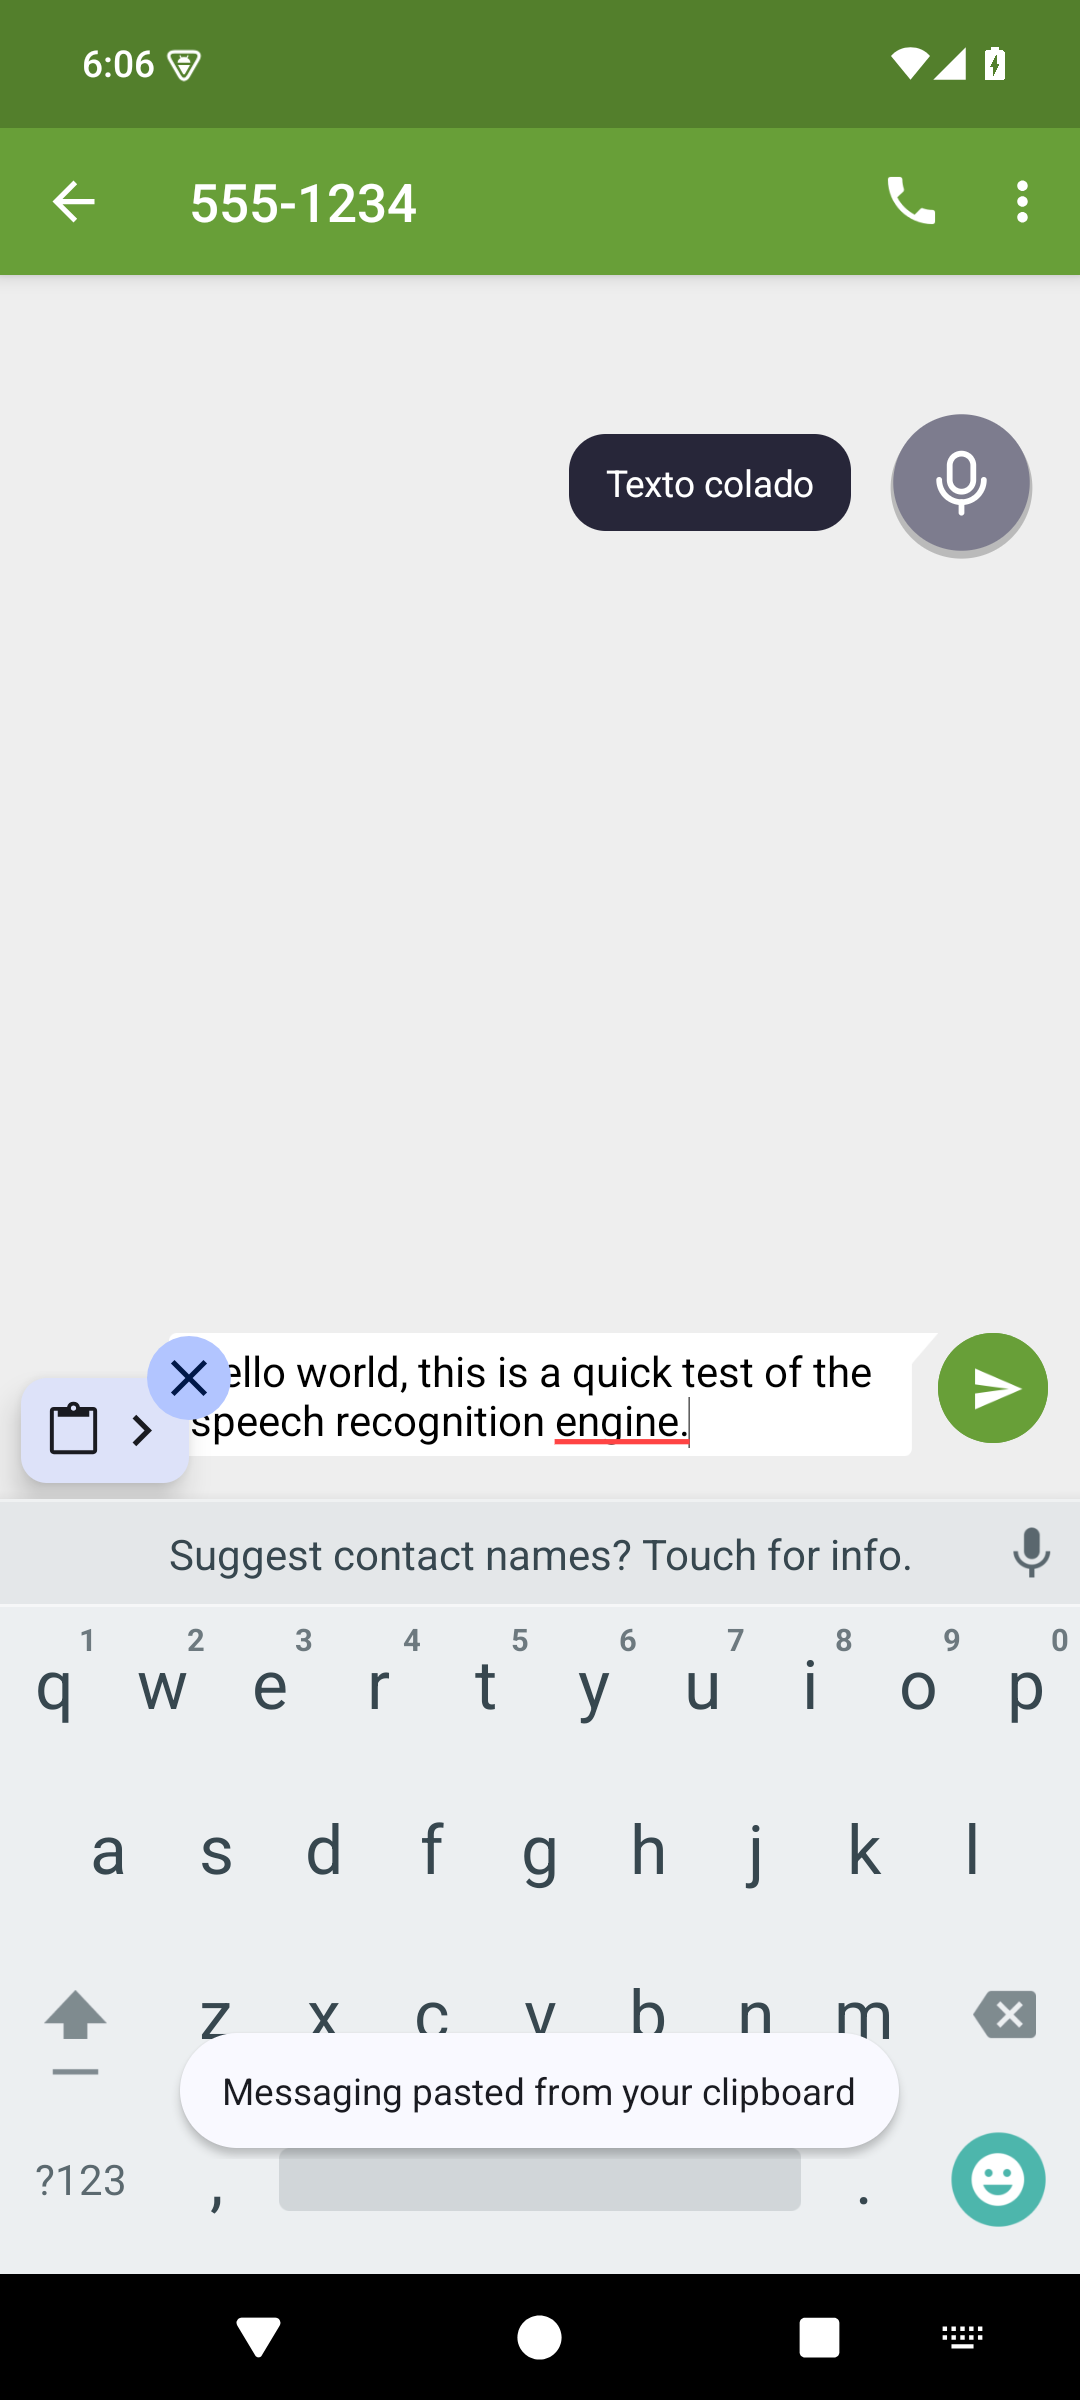 6:06
555-1234
Texto colado
ello world, this is a quick test of the
speech recognition engine.
Suggest contact names? Touch for info.
1 2 3 4 5 6 7 8 9 0
q w e r t y u i o p
a s d f g h j k l
z x c v b n m
Messaging pasted from your clipboard
?123 , .